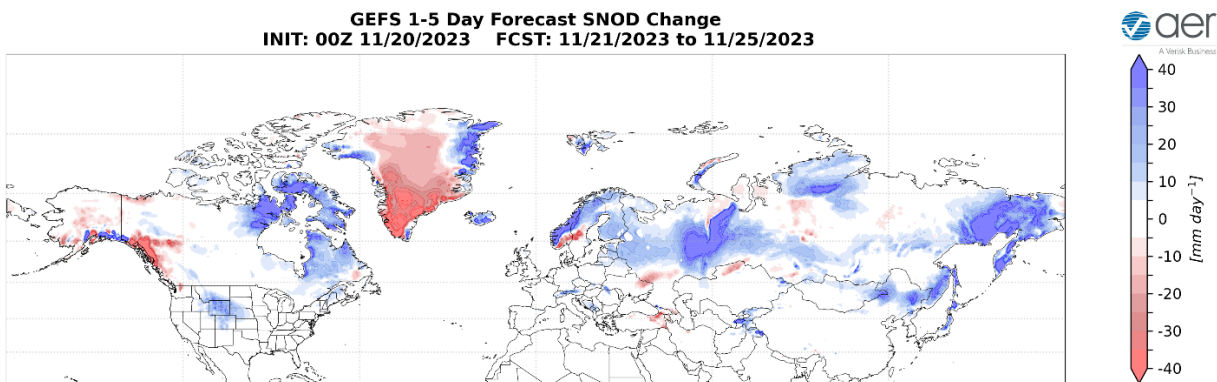 GEFS 1-5 Day Forecast SNOD Change
INIT: 00Z 11/20/2023 FCST: 11/21/2023 to 11/25/2023
aer
A Verisk Business
40
30
20
10
0
-10
-20
-30
-40
[mm day⁻¹]